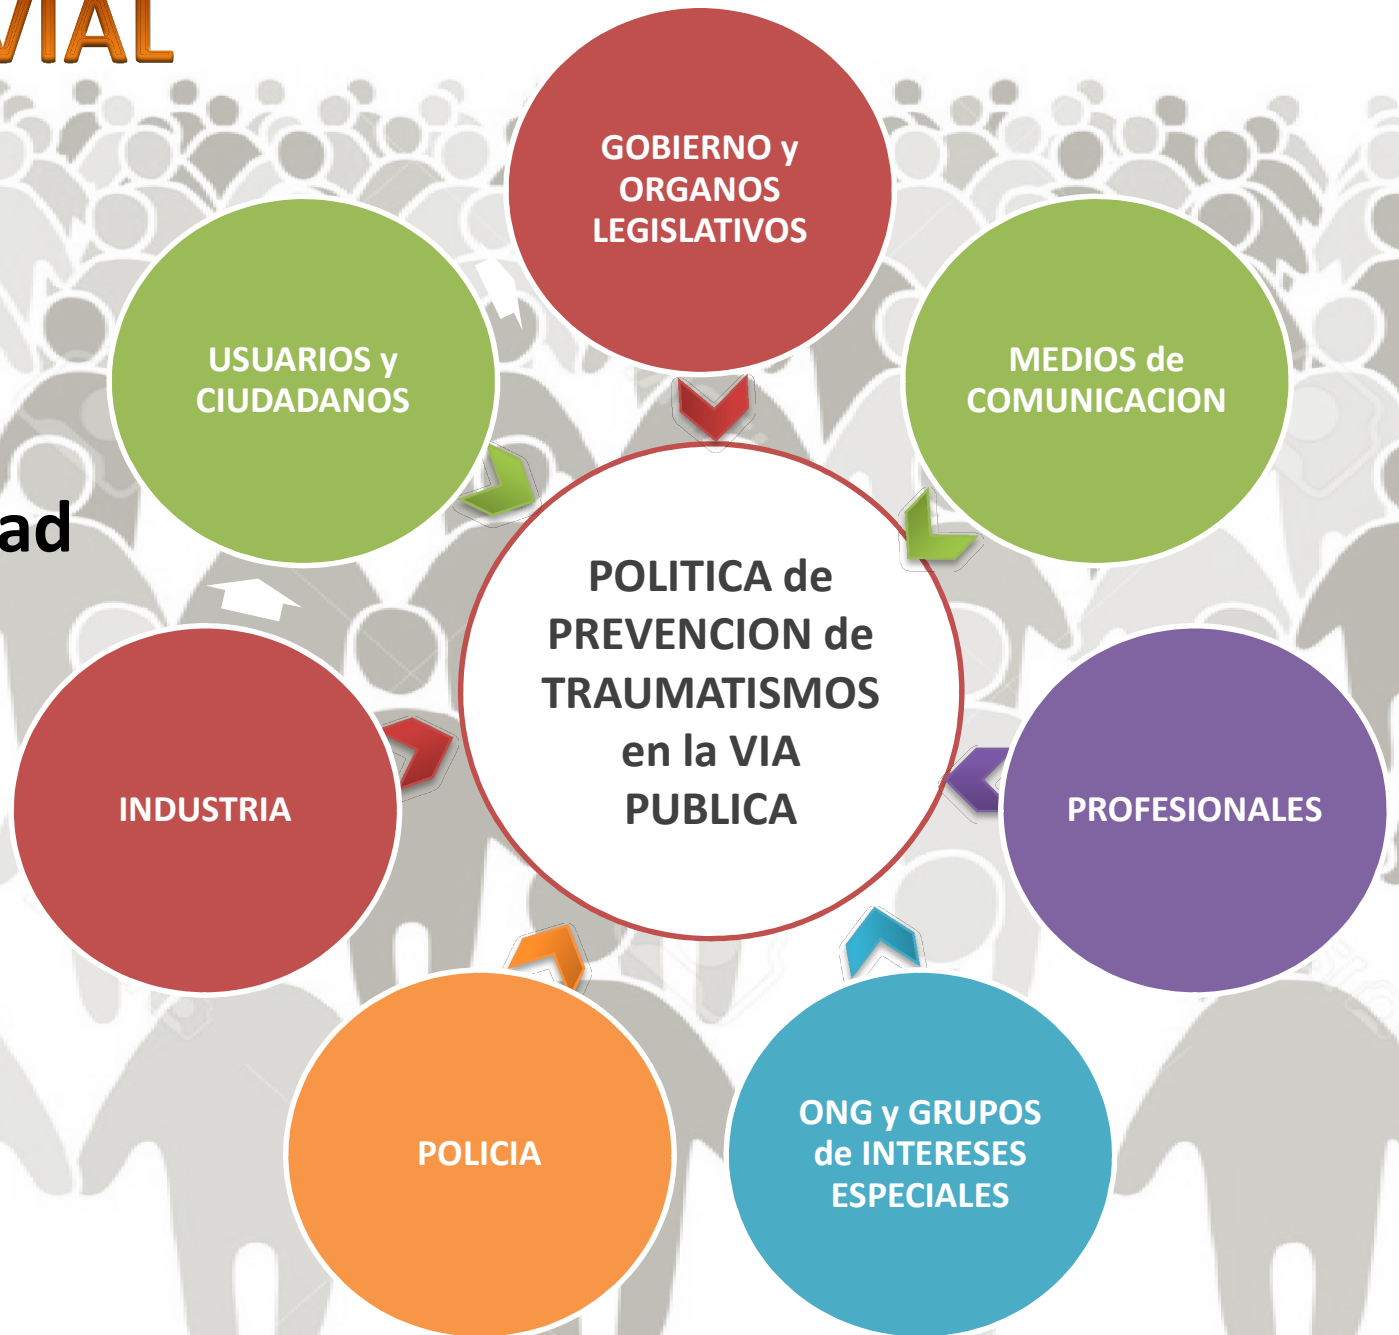 VIAL
GOBIERNO y
ORGANOS
LEGISLATIVOS
USUARIOS y
CIUDADANOS
MEDIOS de
COMUNICACION
ad
POLITICA de
PREVENCION de
TRAUMATISMOS
en la VIA
PUBLICA
INDUSTRIA
PROFESIONALES
POLICIA
ONG y GRUPOS
de INTERESES
ESPECIALES